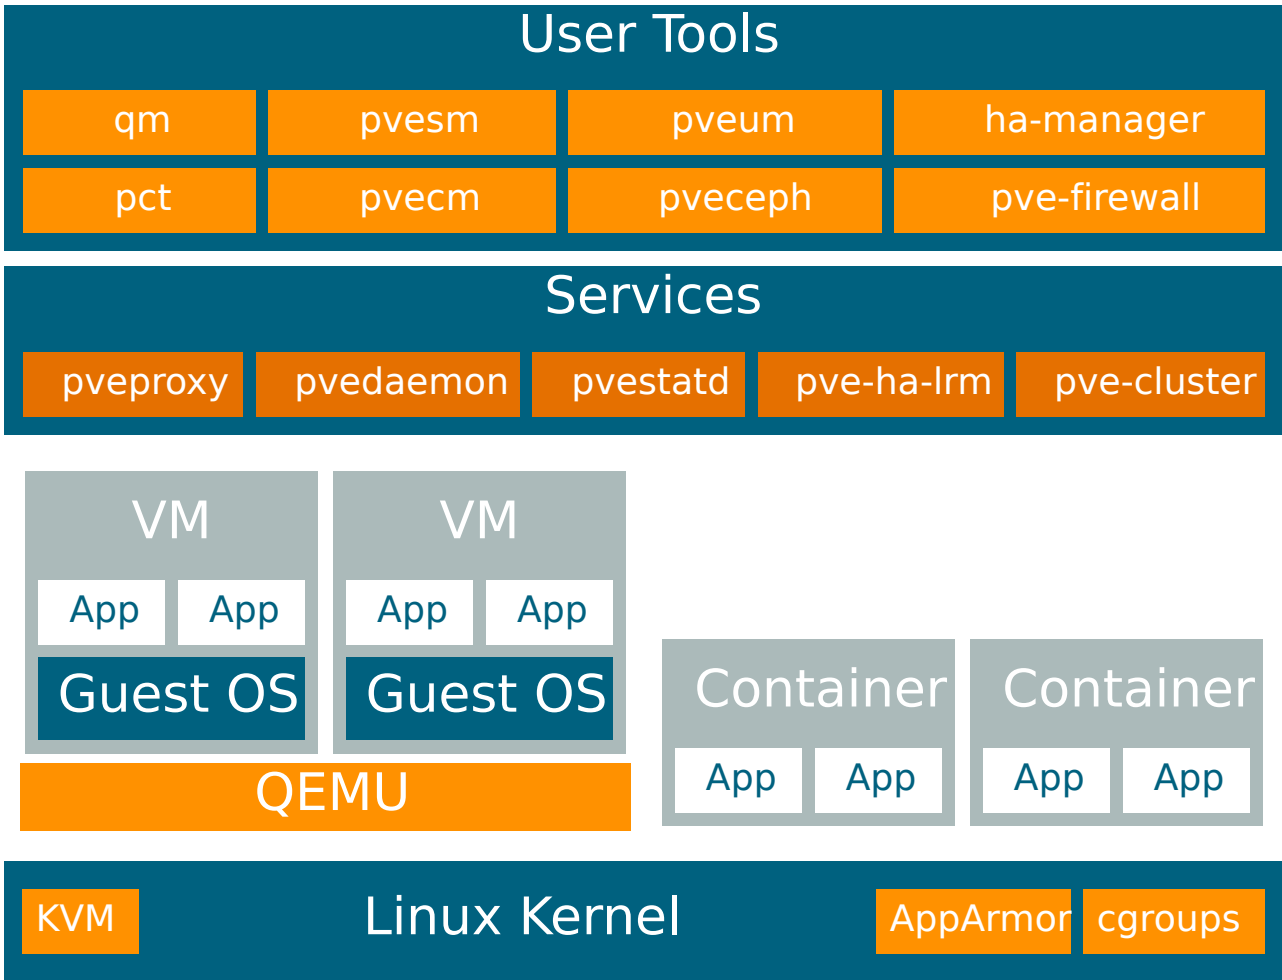 User Tools
qm pvesm pveum ha-manager
pct pvecm pveceph pve-firewall
Services
pveproxy pvedaemon pvestatd pve-ha-lrm pve-cluster
VM VM
App App App App
Guest OS Guest OS
Container Container
QEMU
App App App App
KVM Linux Kernel AppArmor cgroups